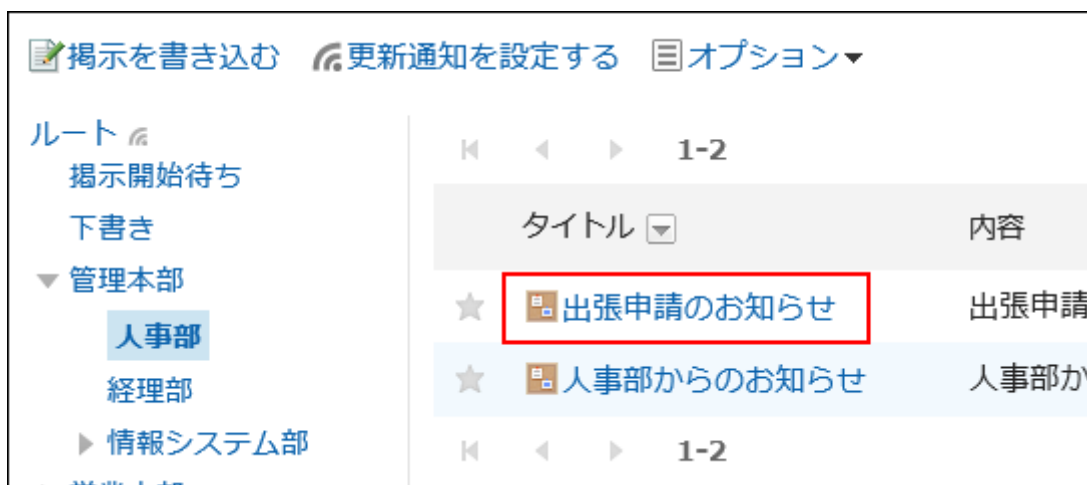 掲示を書き込む 更新通知を設定する オプション
ルート
掲示開始待ち
下書き
管理本部
人事部
経理部
情報システム部
1-2
タイトル 内容
出張申請のお知らせ 出張申請
人事部からのお知らせ 人事部か
1-2